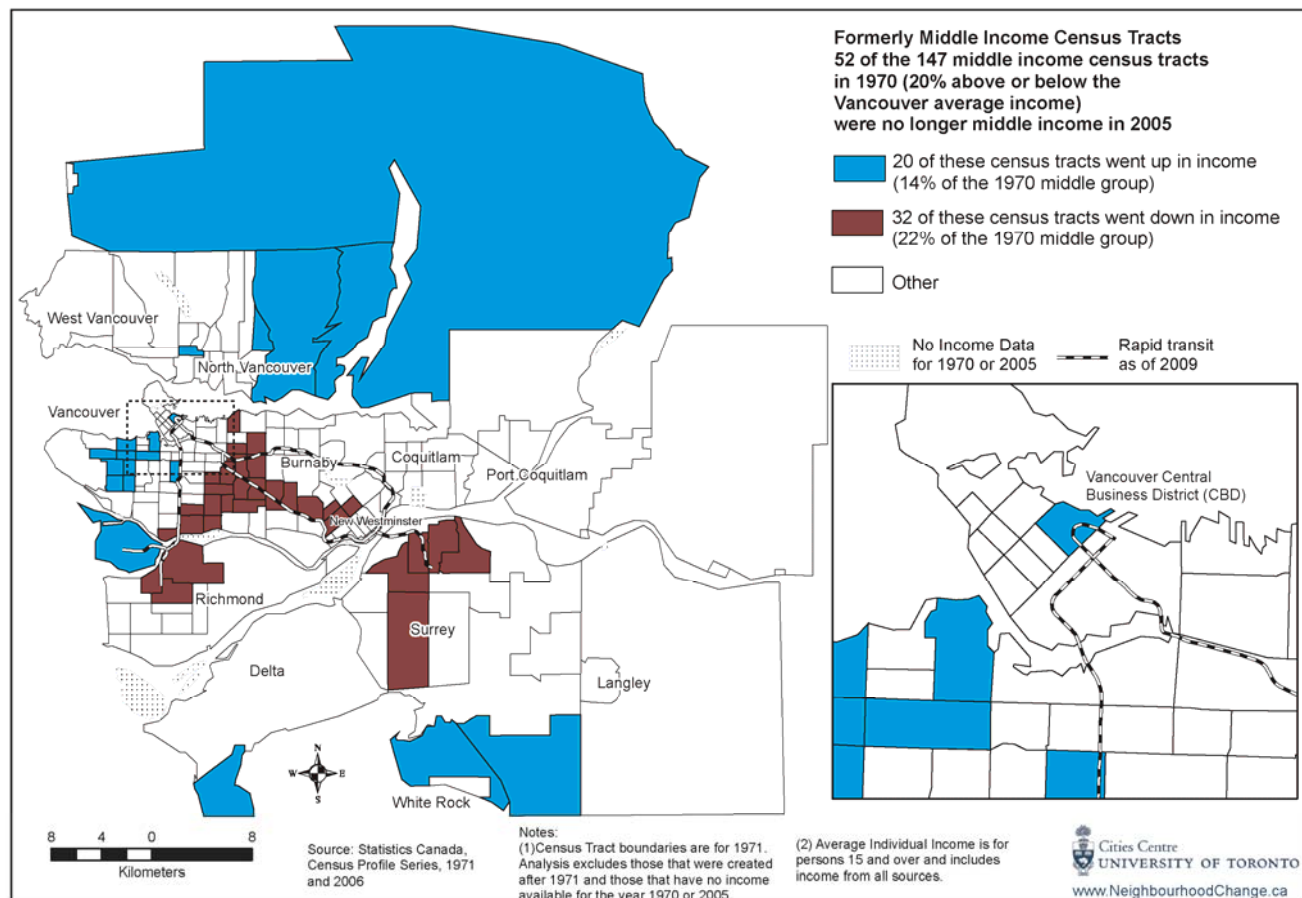 Formerly Middle Income Census Tracts
52 of the 147 middle income census tracts
in 1970 (20% above or below the
Vancouver average income)
were no longer middle income in 2005
20 of these census tracts went up in income
(14% of the 1970 middle group)
32 of these census tracts went down in income
(22% of the 1970 middle group)
Other
No Income Data
for 1970 or 2005
Rapid transit
as of 2009
West Vancouver
North Vancouver
Vancouver
Burnaby
Coquitlam
Port Coquitlam
New Westminster
Richmond
Surrey
Delta
Langley
White Rock
Vancouver Central
Business District (CBD)
N
W E
S
8 4 0 8
Kilometers
Source: Statistics Canada,
Census Profile Series, 1971
and 2006
Notes:
(1)Census Tract boundaries are for 1971.
Analysis excludes those that were created
after 1971 and those that have no income
available for the year 1970 or 2005.
(2) Average Individual Income is for
persons 15 and over and includes
income from all sources.
Cities Centre
UNIVERSITY OF TORONTO
www.NeighbourhoodChange.ca